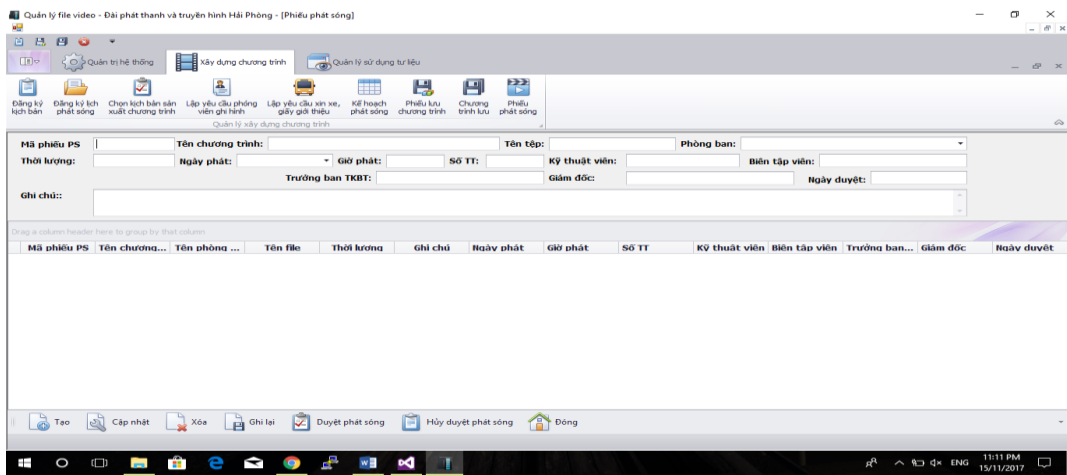 Quản lý file video - Đài phát thanh và truyền hình Hải Phòng - [Phiếu phát sóng]
Quản trị hệ thống Xây dựng chương trình Quản lý sử dụng tư liệu
Đăng ký kịch bản
Đăng ký lịch phát sóng
Chọn kịch bản sản xuất chương trình
Lập yêu cầu phóng viên ghi hình
Lập yêu cầu xin xe, giấy giới thiệu
Kế hoạch phát sóng
Phiếu lưu chương trình
Chương trình lưu
Phiếu phát sóng
Quản lý xây dựng chương trình
Mã phiếu PS Tên chương trình: Tên tệp: Phòng ban:
Thời lượng: Ngày phát: Giờ phát: Số TT: Kỹ thuật viên: Biên tập viên:
Trưởng ban TKBT: Giám đốc: Ngày duyệt:
Ghi chú::
Drag a column header here to group by that column
Mã phiếu PS Tên chương... Tên phòng ... Tên file Thời lượng Ghi chú Ngày phát Giờ phát Số TT Kỹ thuật viên Biên tập viên Trưởng ban... Giám đốc Ngày duyệt
Tạo Cập nhật Xóa Ghi lại Duyệt phát sóng Hủy duyệt phát sóng Đóng
ENG 11:11 PM
15/11/2017